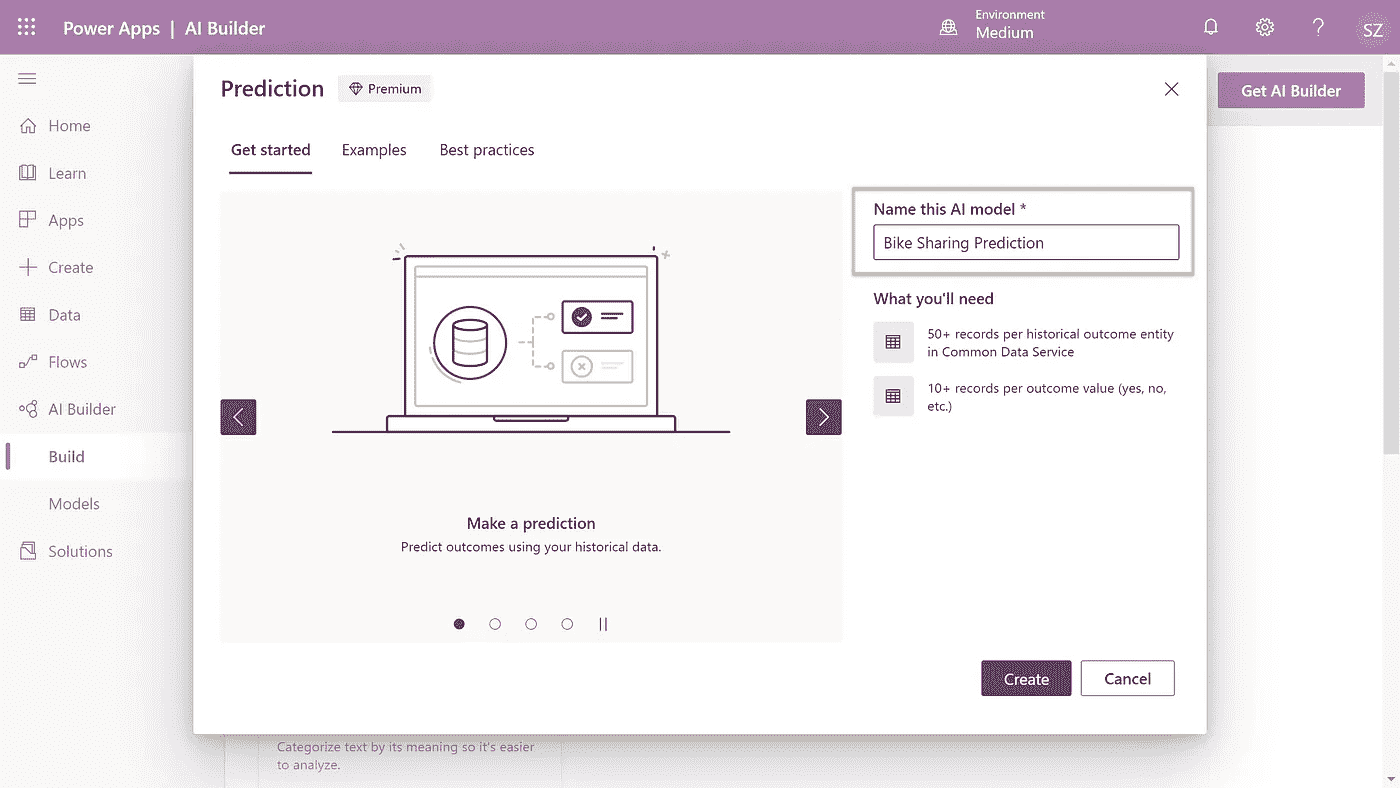 Power Apps | AI Builder
Environment
Medium
SZ
Home
Learn
Apps
Create
Data
Flows
AI Builder
Build
Models
Solutions
Prediction
Premium
Get AI Builder
Get started
Examples
Best practices
Make a prediction
Predict outcomes using your historical data.
Name this AI model *
Bike Sharing Prediction
What you'll need
50+ records per historical outcome entity
in Common Data Service
10+ records per outcome value (yes, no,
etc.)
Create
Cancel
Categorize text by its meaning so it's easier
to analyze.